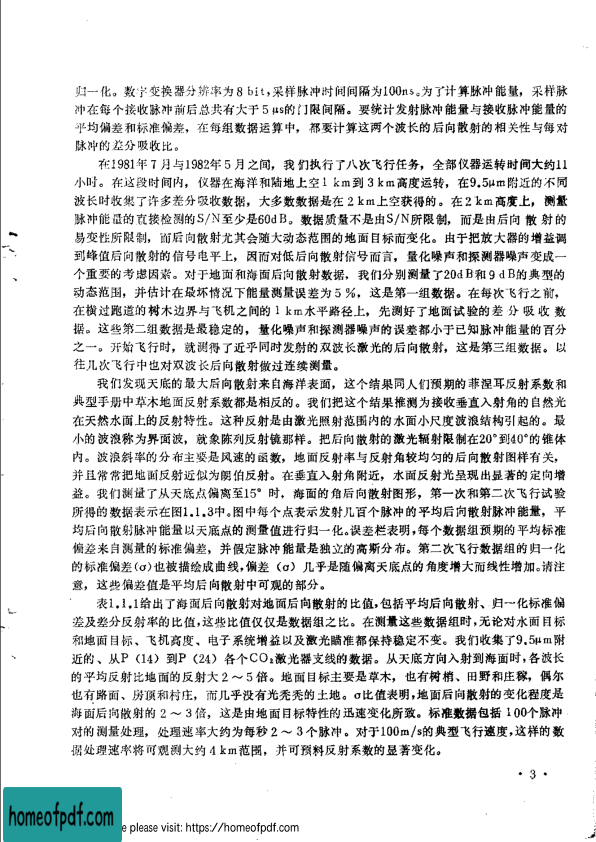 归一化。数字变换器分辨率为8 bit,采样脉冲时间间隔为100ns。为了计算脉冲能量，采样脉
冲在每个接收脉冲前后总共有大于5 μs的门限间隔。要统计发射脉冲能量与接收脉冲能量的
平均偏差和标准偏差，在每组数据运算中，都要计算这两个波长的后向散射的相关性与每对
脉冲的差分吸收比。
在1981年7月与1982年5月之间，我们执行了八次飞行任务，全部仪器运转时间大约11
小时。在这段时间内，仪器在海洋和陆地上空1 km到3 km高度运转，在9.5μm附近的不同
波长时收集了许多差分吸收数据，大多数数据是在2 km上空获得的。在2 km高度上，测量
脉冲能量的直接检测的S/N至少是60dB。数据质量不是由S/N所限制，而是由后向散射的
易变性所限制，而后向散射尤其会随大动态范围的地面目标而变化。由于把放大器的增益调
到峰值后向散射的信号电平上，因而对低后向散射信号而言，量化噪声和探测器噪声变成一
个重要的考虑因素。对于地面和海面后向散射数据，我们分别测量了20dB和9 dB的典型的
动态范围，并估计在最坏情况下能量测量误差为5％，这是第一组数据。在每次飞行之前，
在横过跑道的树木边界与飞机之间的1 km水平路径上，先测好了地面试验的差分吸收数
据。这些第二组数据是最稳定的，量化噪声和探测器噪声的误差都小于已知脉冲能量的百分
之一。开始飞行时，就测得了近乎同时发射的双波长激光的后向散射，这是第三组数据。以
往几次飞行中也对双波长后向散射做过连续测量。
我们发现天底的最大后向散射来自海洋表面，这个结果同人们预期的菲涅耳反射系数和
典型手册中草木地面反射系数都是相反的。我们把这个结果推测为接收垂直入射角的自然光
在天然水面上的反射特性。这种反射是由激光照射范围内的水面小尺度波浪结构引起的。最
小的波浪称为界面波，就象陈列反射镜那样。把后向散射的激光辐射限制在20°到40°的锥体
内。波浪斜率的分布主要是风速的函数，地面反射率与反射角较均匀的后向散射图样有关，
并且常常把地面反射近似为朗伯反射。在垂直入射角附近，水面反射光呈现出显著的定向增
益。我们测量了从天底点偏离至15°时，海面的角后向散射图形，第一次和第二次飞行试验
所得的数据表示在图1.1.3中。图中每个点表示发射几百个脉冲的平均后向散射脉冲能量，平
均后向散射脉冲能量以天底点的测量值进行归一化。误差栏表明,每个数据组预期的平均标准
偏差来自测量的标准偏差，并假定脉冲能量是独立的高斯分布。第二次飞行数据组的归一化
的标准偏差(σ)也被描绘成曲线,偏差（σ）几乎是随偏离天底点的角度增大而线性增加。请注
意，这些偏差值是平均后向散射中可观的部分。
表1.1.1给出了海面后向散射对地面后向散射的比值,包括平均后向散射、归一化标准偏
差及差分反射率的比值,这些比值仅仅是数据组之比。在测量这些数据组时,无论对水面目标
和地面目标、飞机高度、电子系统增益以及激光瞄准都保持稳定不变。我们收集了9.5μm附
近的、从P（14）到P（24）各个CO₂激光器支线的数据。从天底方向入射到海面时,各波长
的平均反射比地面的反射大2～5倍。地面目标主要是草木，也有树梢、田野和庄稼，偶尔
也有路面、房顶和村庄，而几乎没有光秃秃的土地。σ比值表明,地面后向散射的变化程度是
海面后向散射的2～3倍，这是由地面目标特性的迅速变化所致。标准数据包括100个脉冲
对的测量处理，处理速率大约为每秒2～3个脉冲。对于100m/s的典型飞行速度,这样的数
据处理速率将可观测大约4 km范围，并可预料反射系数的显著变化。
• 3 •
homeofpdf.com
e please visit: https://homeofpdf.com